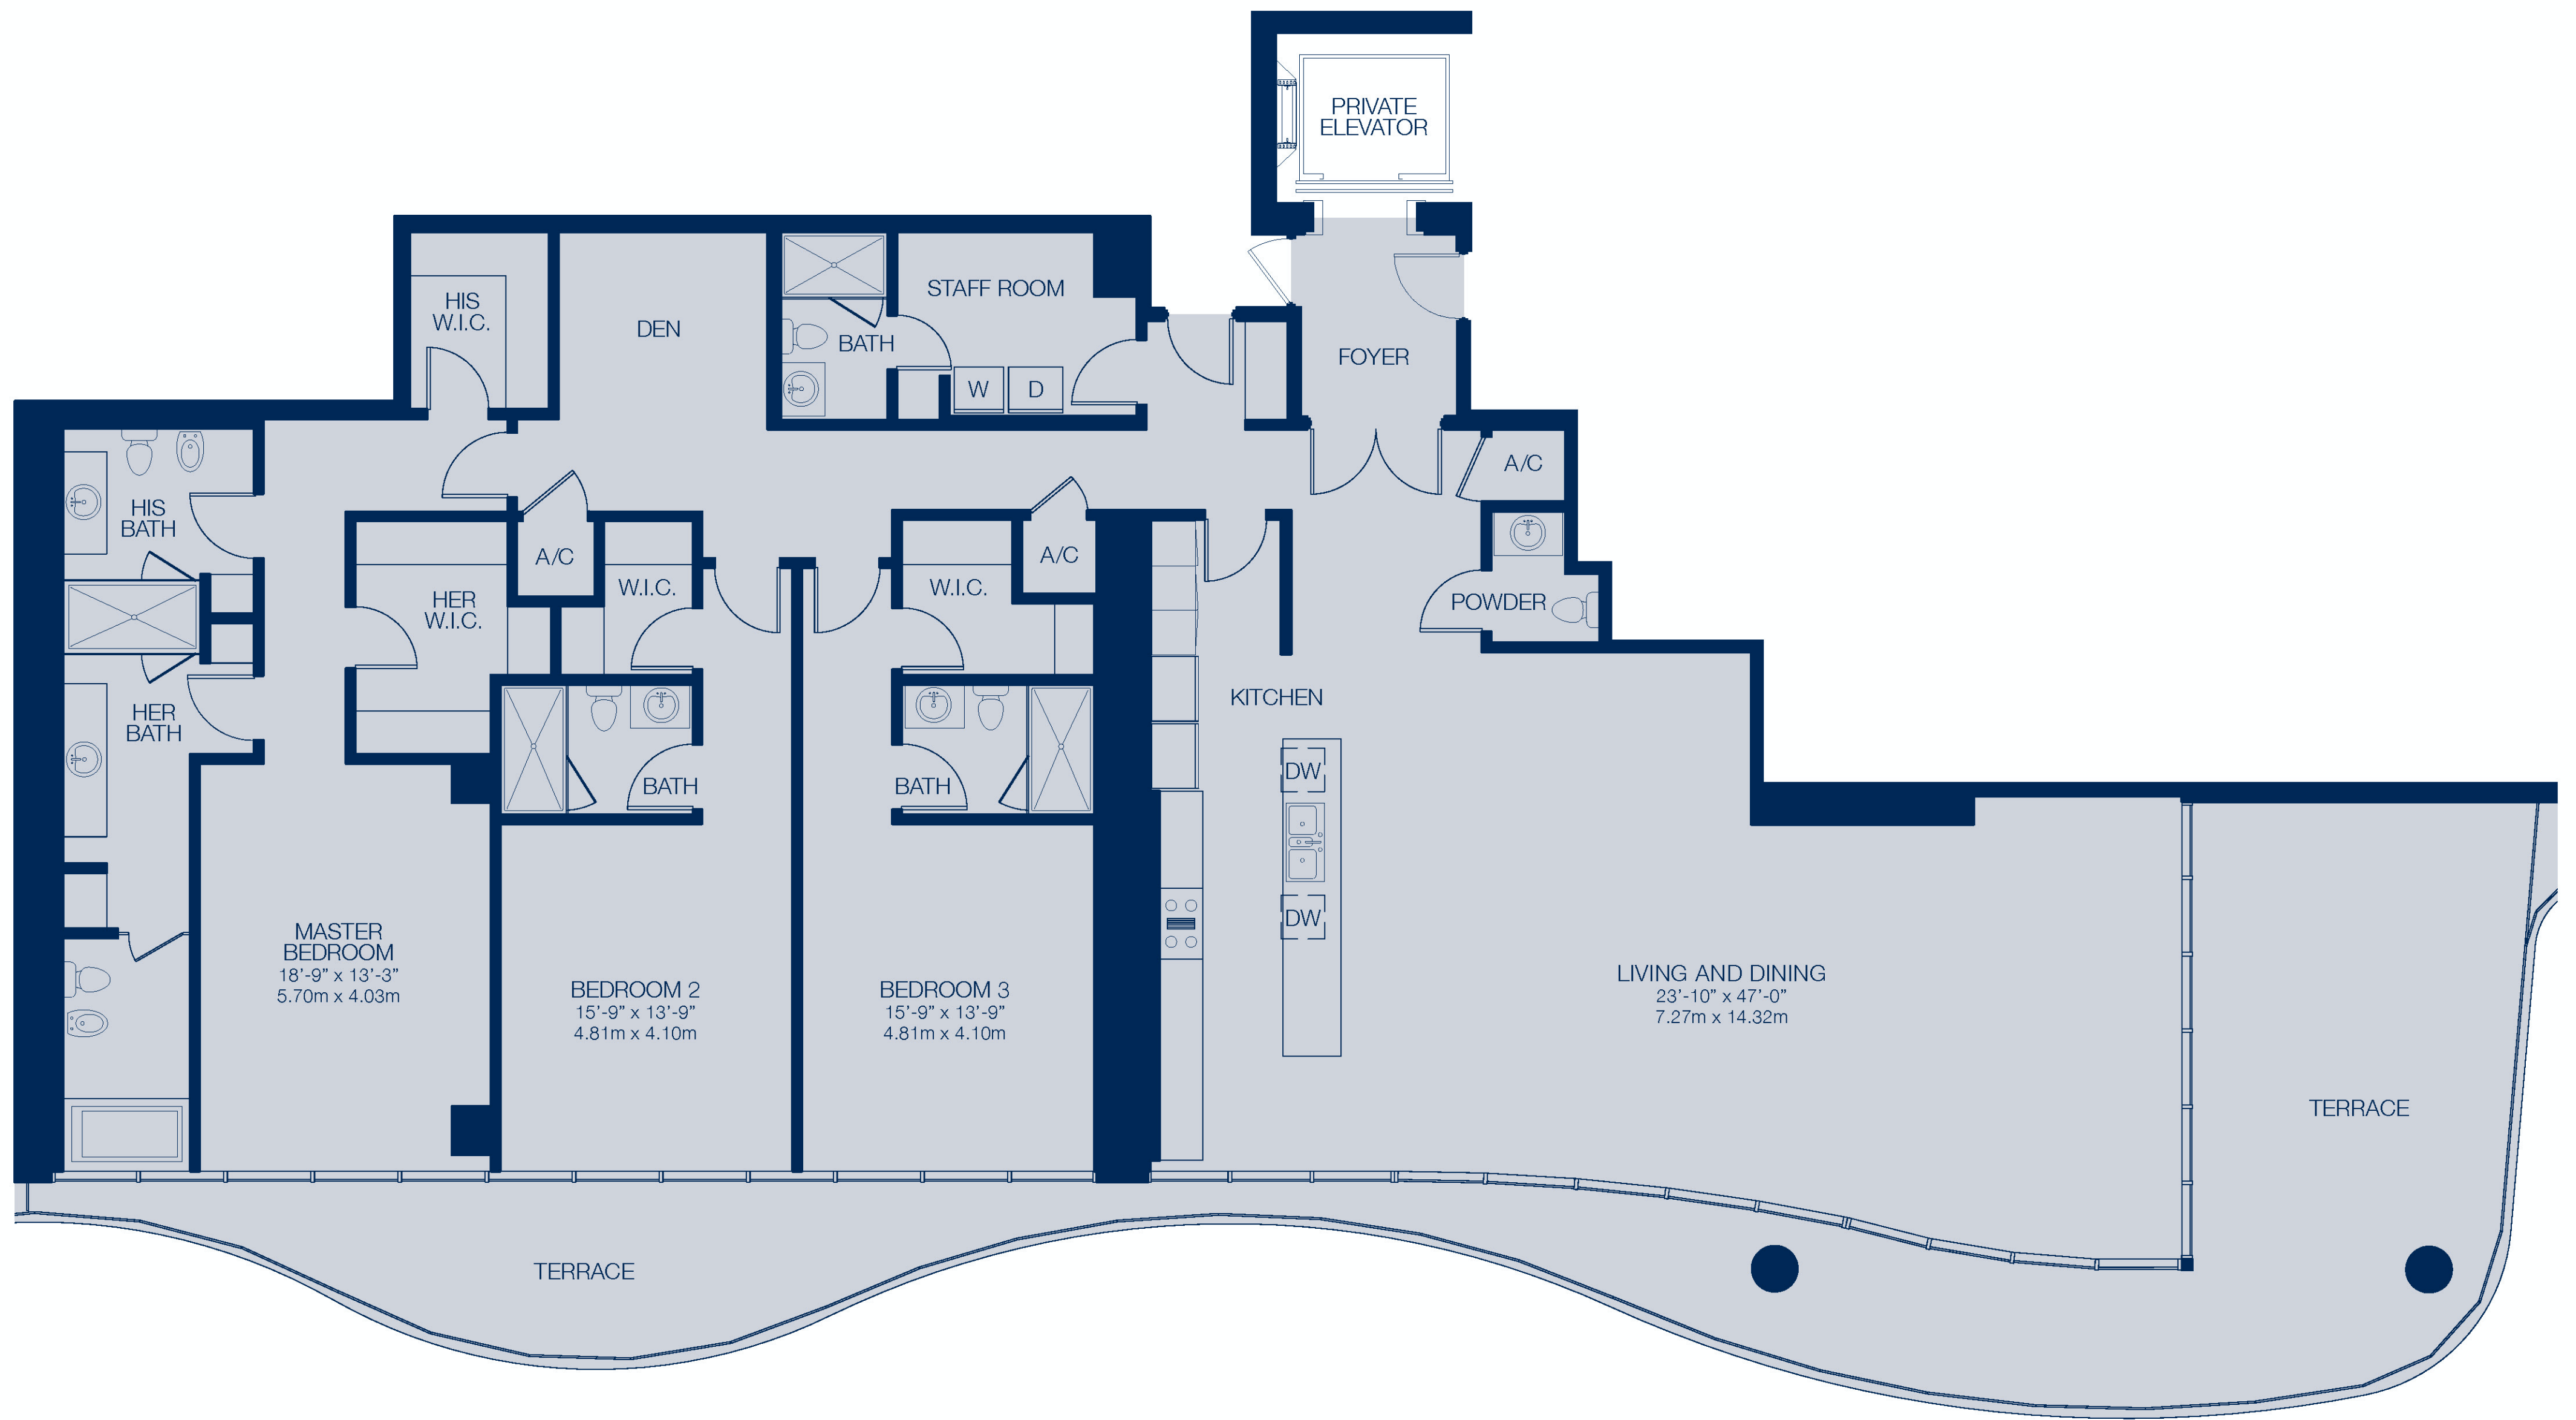 PRIVATE
ELEVATOR
HIS
W.I.C.
DEN
STAFF ROOM
BATH
W
D
FOYER
A/C
HIS
BATH
A/C
A/C
HER
W.I.C.
W.I.C.
W.I.C.
POWDER
HER
BATH
KITCHEN
BATH
BATH
DW
DW
MASTER
BEDROOM
18'-9” x 13'-3”
5.70m x 4.03m
BEDROOM 2
15'-9” x 13'-9”
4.81m x 4.10m
BEDROOM 3
15'-9” x 13'-9”
4.81m x 4.10m
LIVING AND DINING
23'-10” x 47'-0”
7.27m x 14.32m
TERRACE
TERRACE